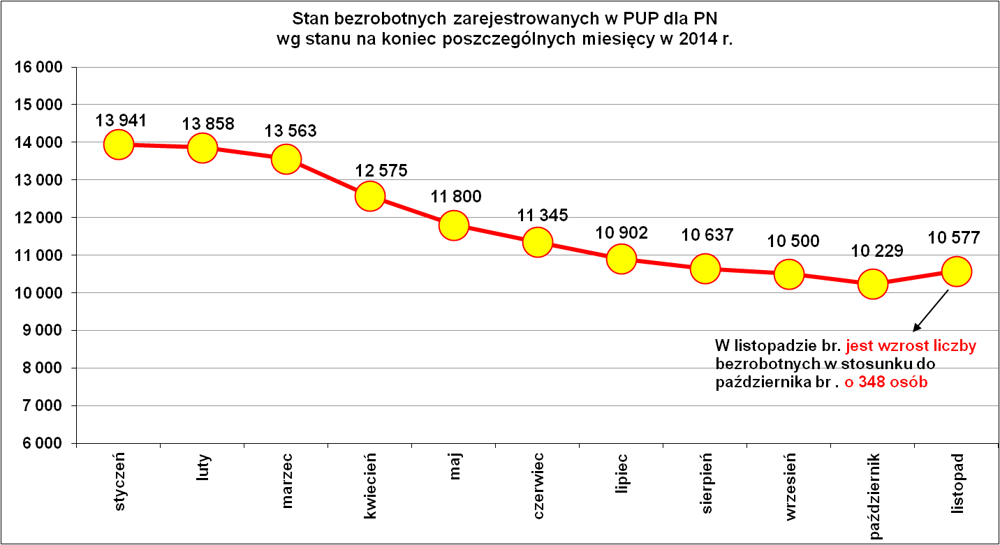 Stan bezrobotnych zarejestrowanych w PUP dla PN
wg stanu na koniec poszczególnych miesięcy w 2014 r.
16 000
15 000
14 000
13 000
12 000
11 000
10 000
9 000
8 000
7 000
6 000
13 941
13 858
13 563
12 575
11 800
11 345
10 902
10 637
10 500
10 229
10 577
W listopadzie br. jest wzrost liczby
bezrobotnych w stosunku do
października br . o 348 osób
styczeń
luty
marzec
kwiecień
maj
czerwiec
lipiec
sierpień
wrzesień
październik
listopad